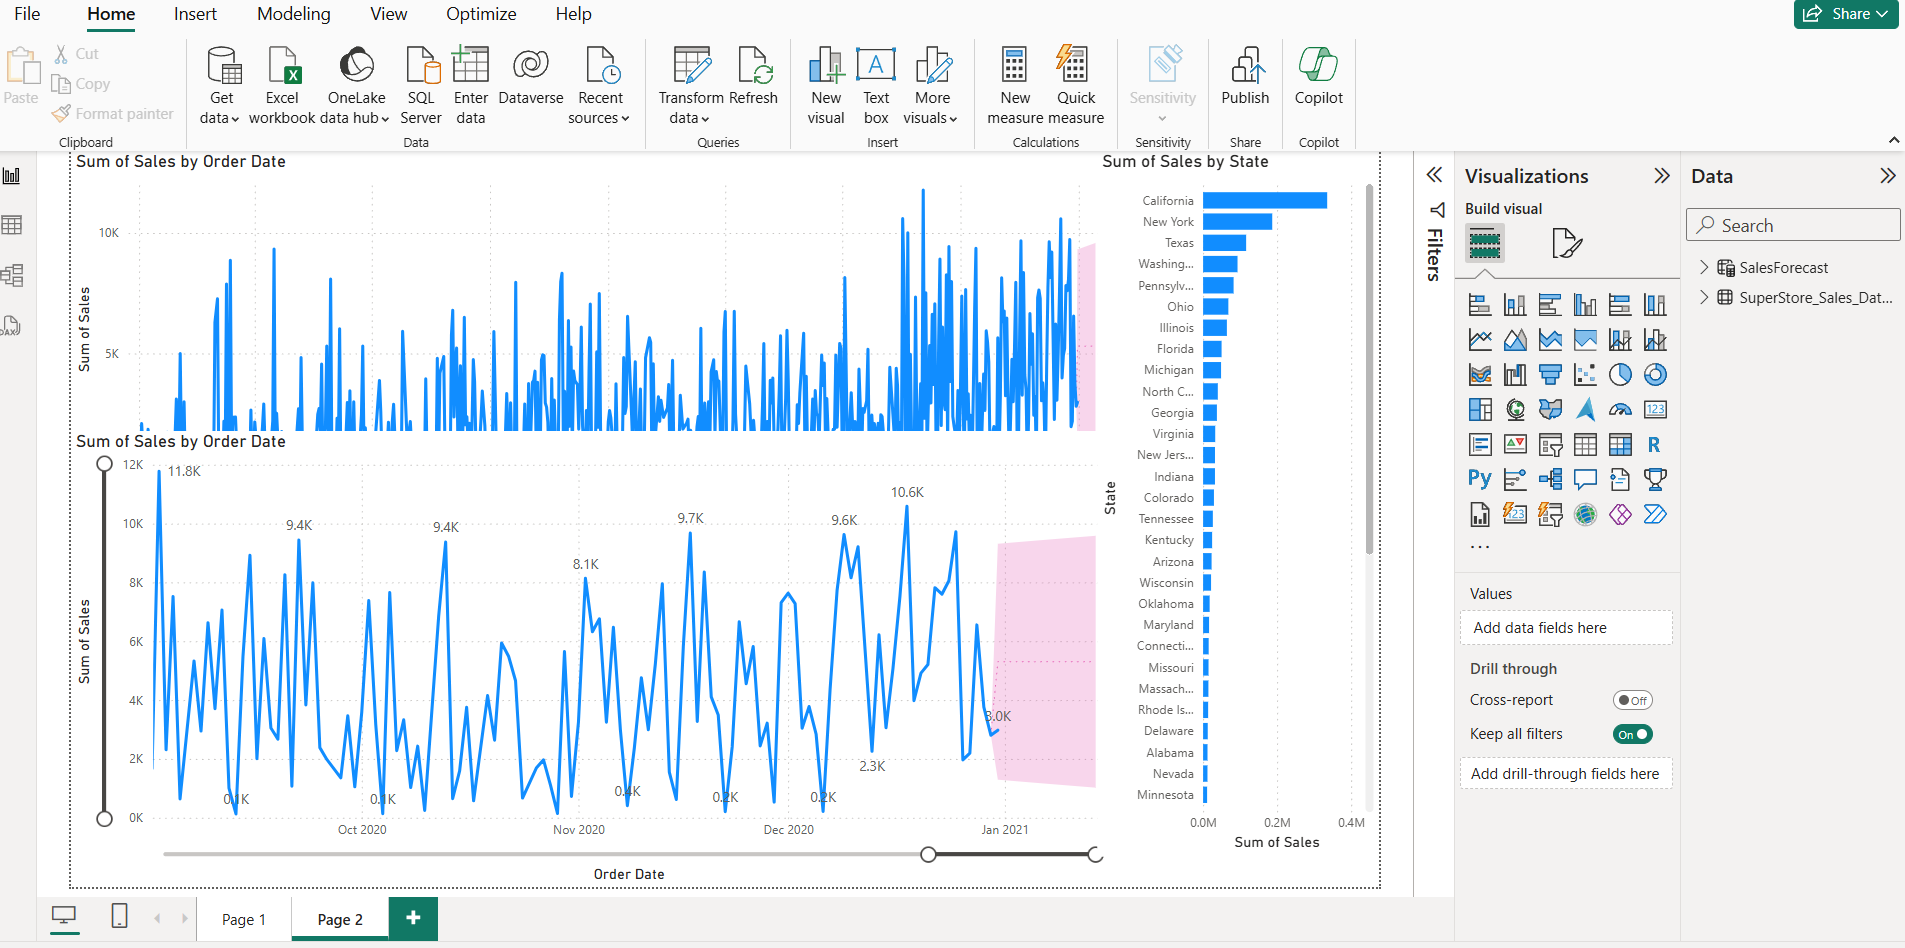 File Home Insert Modeling View Optimize Help Share
Paste
Cut
Copy
Format painter
Clipboard
Get data
Excel workbook
OneLake data hub
SQL Server
Enter data
Dataverse
Recent sources
Data
Transform data
Refresh
Queries
New visual
Text box
More visuals
Insert
New measure
Quick measure
Calculations
Sensitivity
Sensitivity
Publish
Share
Copilot
Copilot
Sum of Sales by Order Date
10K
5K
Sum of Sales
Sum of Sales by Order Date
12K
10K
8K
6K
4K
2K
0K
Sum of Sales
11.8K
9.4K
9.4K
8.1K
9.7K
9.6K
10.6K
0.1K
0.1K
0.4K
0.2K
0.2K
2.3K
3.0K
Oct 2020 Nov 2020 Dec 2020 Jan 2021
Order Date
Sum of Sales by State
State
California
New York
Texas
Washing...
Pennsylv...
Ohio
Illinois
Florida
Michigan
North C...
Georgia
Virginia
New Jers...
Indiana
Colorado
Tennessee
Kentucky
Arizona
Wisconsin
Oklahoma
Maryland
Connecti...
Missouri
Massach...
Rhode Is...
Delaware
Alabama
Nevada
Minnesota
0.0M 0.2M 0.4M
Sum of Sales
Filters
Visualizations
Build visual
123
R
Py
123
...
Values
Add data fields here
Drill through
Cross-report Off
Keep all filters On
Add drill-through fields here
Data
Search
SalesForecast
SuperStore_Sales_Dat...
DAX
Page 1
Page 2